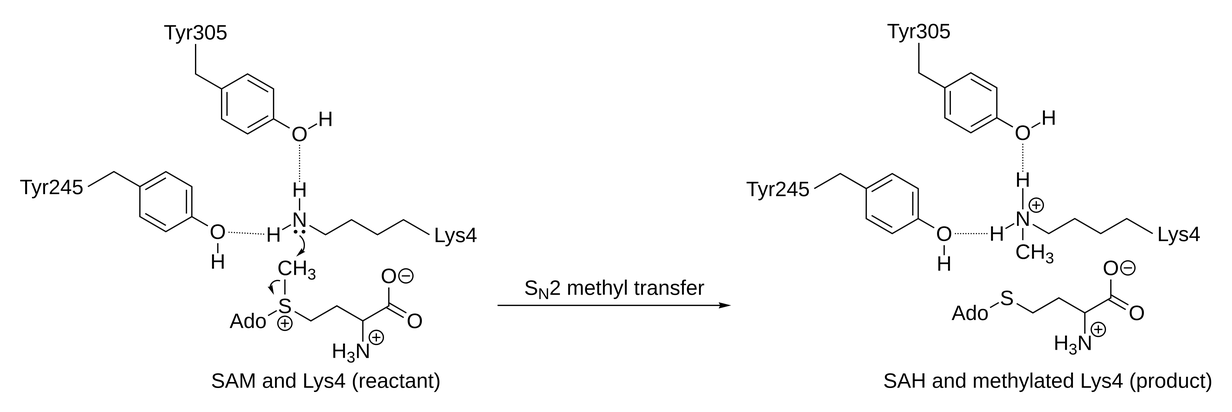 Tyr305
O H
H
Tyr245
O H N
H
Lys4
CH₃
O⊖
S
⊕
Ado
O
H₃N⊕
SAM and Lys4 (reactant)
S_N2 methyl transfer
Tyr305
O H
H
Tyr245
O H N⊕
H
CH₃
Lys4
O⊖
S
Ado
O
H₃N⊕
SAH and methylated Lys4 (product)